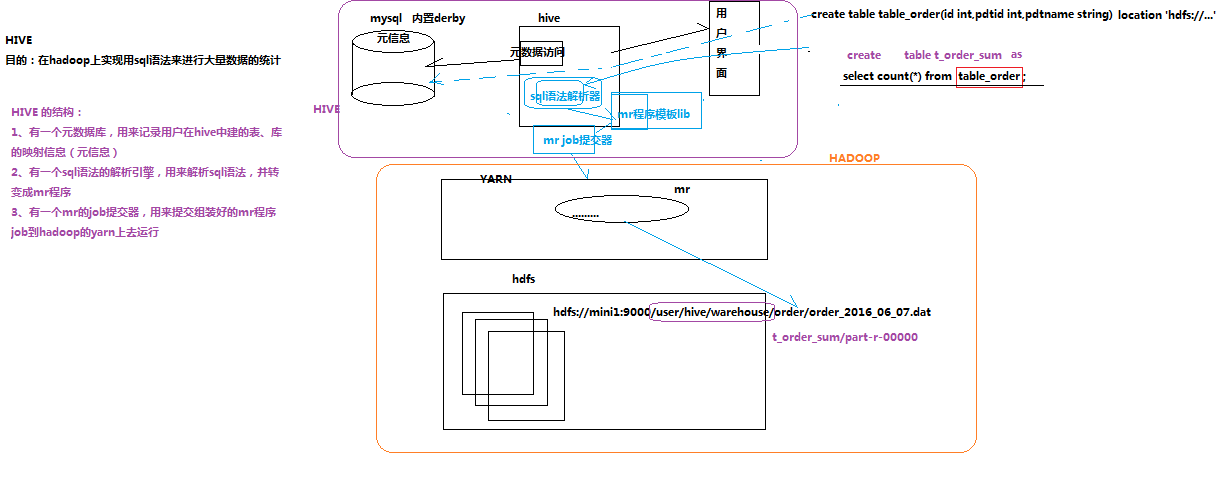 HIVE
目的：在hadoop上实现用sql语法来进行大量数据的统计
HIVE 的结构：
1、有一个元数据库，用来记录用户在hive中建的表、库
的映射信息（元信息）
2、有一个sql语法的解析引擎，用来解析sql语法，并转
变成mr程序
3、有一个mr的job提交器，用来提交组装好的mr程序
job到hadoop的yarn上去运行
mysql 内置derby
元信息
hive
元数据访问
sql语法解析器
mr程序模板lib
mr job提交器
HIVE
用
户
界
面
create table table_order(id int,pdtid int,pdtname string) location 'hdfs://...'
create table t_order_sum as
select count(*) from table_order ;
HADOOP
YARN
mr
.........
hdfs
hdfs://mini1:9000/user/hive/warehouse/order/order_2016_06_07.dat
t_order_sum/part-r-00000